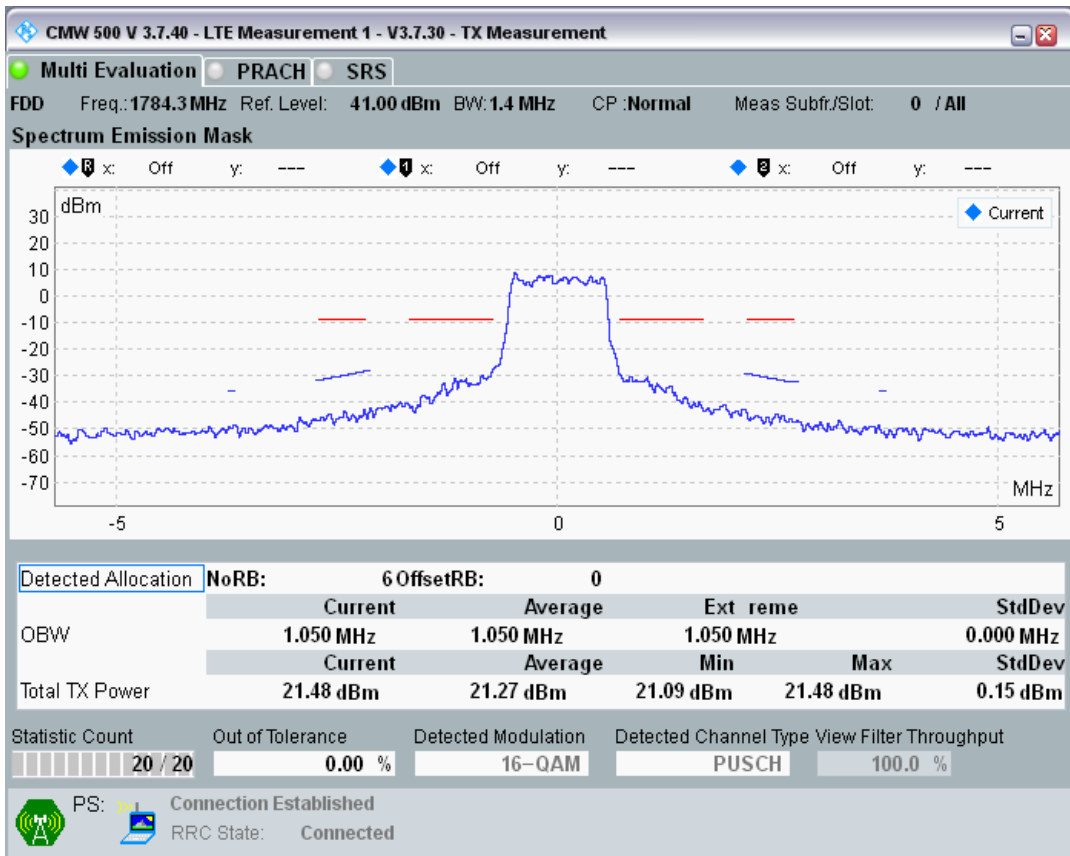 CMW 500 V 3.7.40 - LTE Measurement 1 - V3.7.30 - TX Measurement
Multi Evaluation PRACH SRS
FDD Freq.: 1784.3 MHz Ref. Level: 41.00 dBm BW: 1.4 MHz CP : Normal Meas Subfr./Slot: 0 / All
Spectrum Emission Mask
R x: Off y: --- 1 x: Off y: --- 2 x: Off y: ---
dBm
Current
30
20
10
0
-10
-20
-30
-40
-50
-60
-70
MHz
-5 0 5
Detected Allocation NoRB: 6 OffsetRB: 0
Current Average Ext reme StdDev
OBW 1.050 MHz 1.050 MHz 1.050 MHz 0.000 MHz
Current Average Min Max StdDev
Total TX Power 21.48 dBm 21.27 dBm 21.09 dBm 21.48 dBm 0.15 dBm
Statistic Count Out of Tolerance Detected Modulation Detected Channel Type View Filter Throughput
20 / 20 0.00 % 16-QAM PUSCH 100.0 %
PS: Connection Established
RRC State: Connected